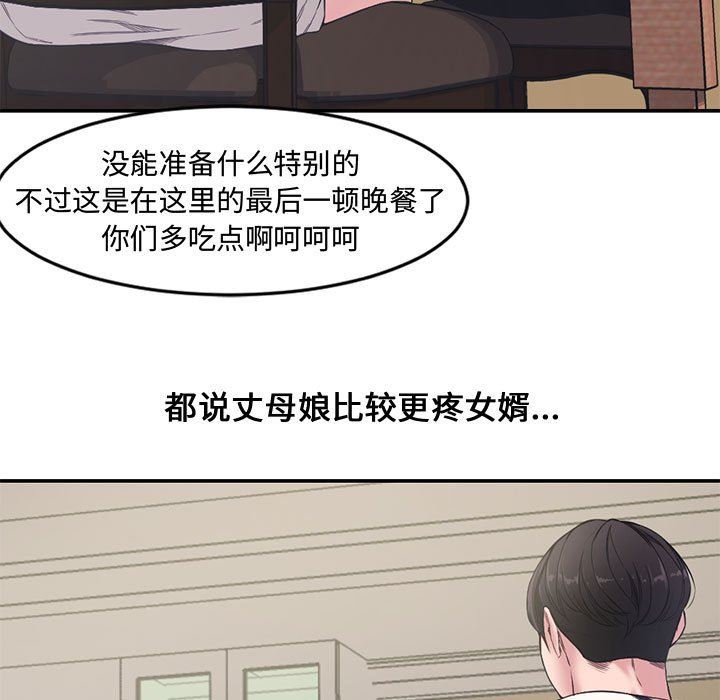 没能准备什么特别的
不过这是在这里的最后一顿晚餐了
你们多吃点啊呵呵呵
都说丈母娘比较更疼女婿...